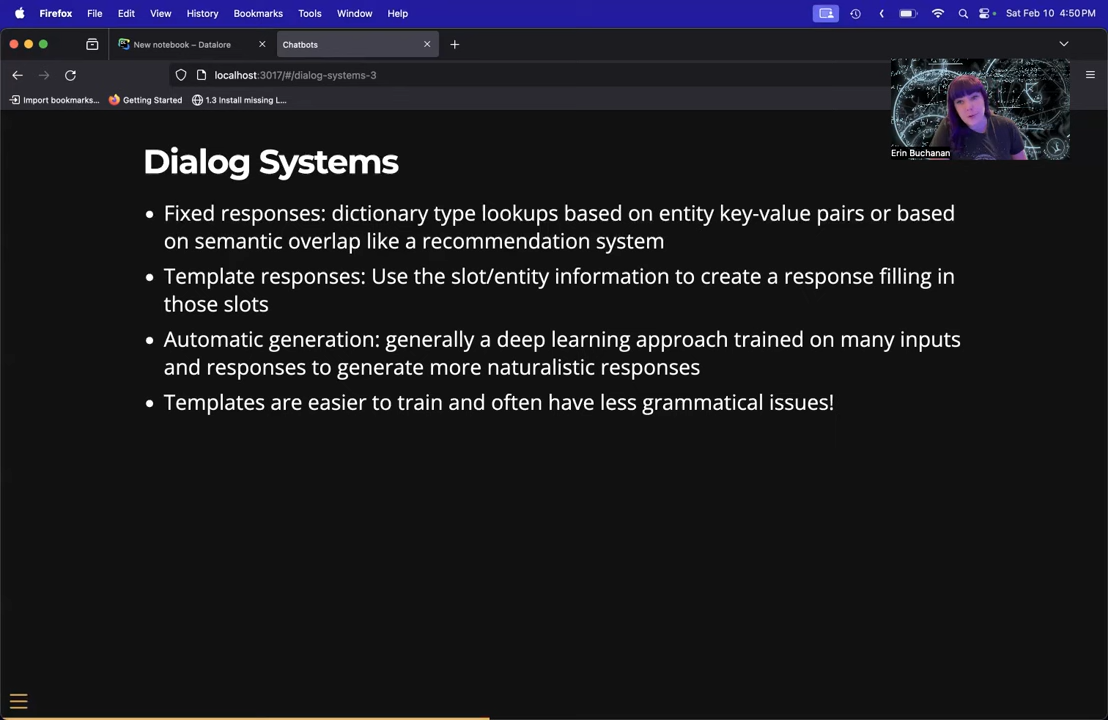 Firefox File Edit View History Bookmarks Tools Window Help Sat Feb 10 4:50 PM
New notebook – Datalore Chatbots
localhost:3017/#/dialog-systems-3
Import bookmarks... Getting Started 1.3 Install missing L...
Erin Buchanan
Dialog Systems
Fixed responses: dictionary type lookups based on entity key-value pairs or based
on semantic overlap like a recommendation system
Template responses: Use the slot/entity information to create a response filling in
those slots
Automatic generation: generally a deep learning approach trained on many inputs
and responses to generate more naturalistic responses
Templates are easier to train and often have less grammatical issues!